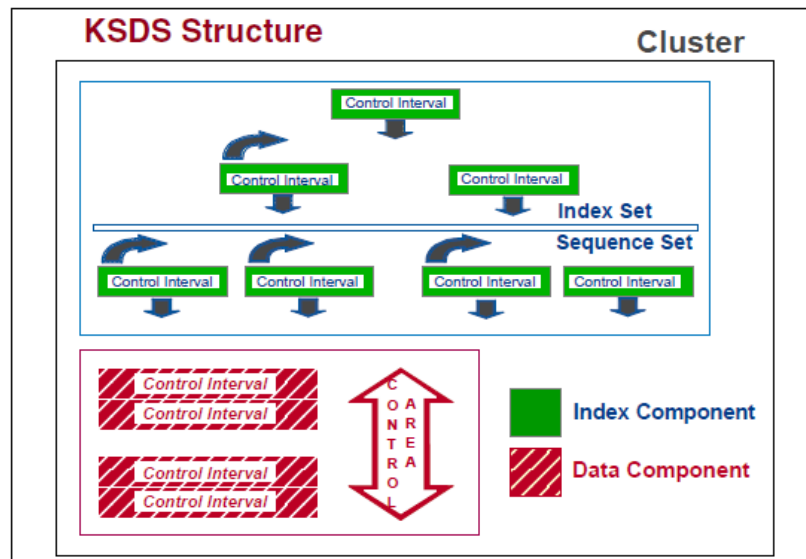 KSDS Structure
Cluster
Control Interval
Control Interval
Control Interval
Index Set
Sequence Set
Control Interval
Control Interval
Control Interval
Control Interval
Control Interval
Control Interval
Control Interval
Control Interval
CONTROL
AREA
Index Component
Data Component